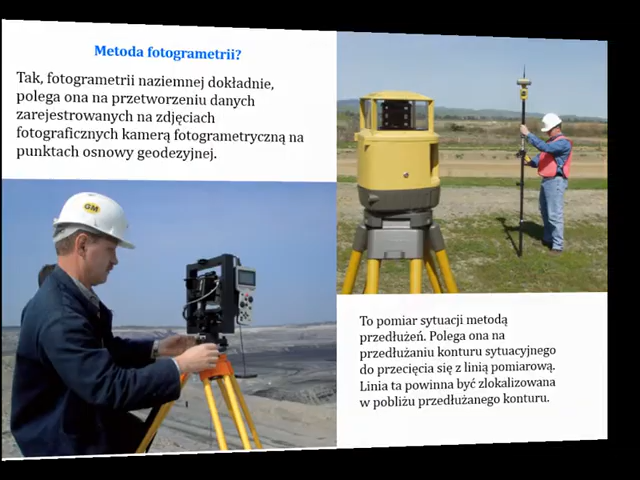 Metoda fotogrametrii?
Tak, fotogrametrii naziemnej dokładnie,
polega ona na przetworzeniu danych
zarejestrowanych na zdjęciach
fotograficznych kamerą fotogrametryczną na
punktach osnowy geodezyjnej.
GM
To pomiar sytuacji metodą
przedłużeń. Polega ona na
przedłużaniu konturu sytuacyjnego
do przecięcia się z linią pomiarową.
Linia ta powinna być zlokalizowana
w pobliżu przedłużanego konturu.